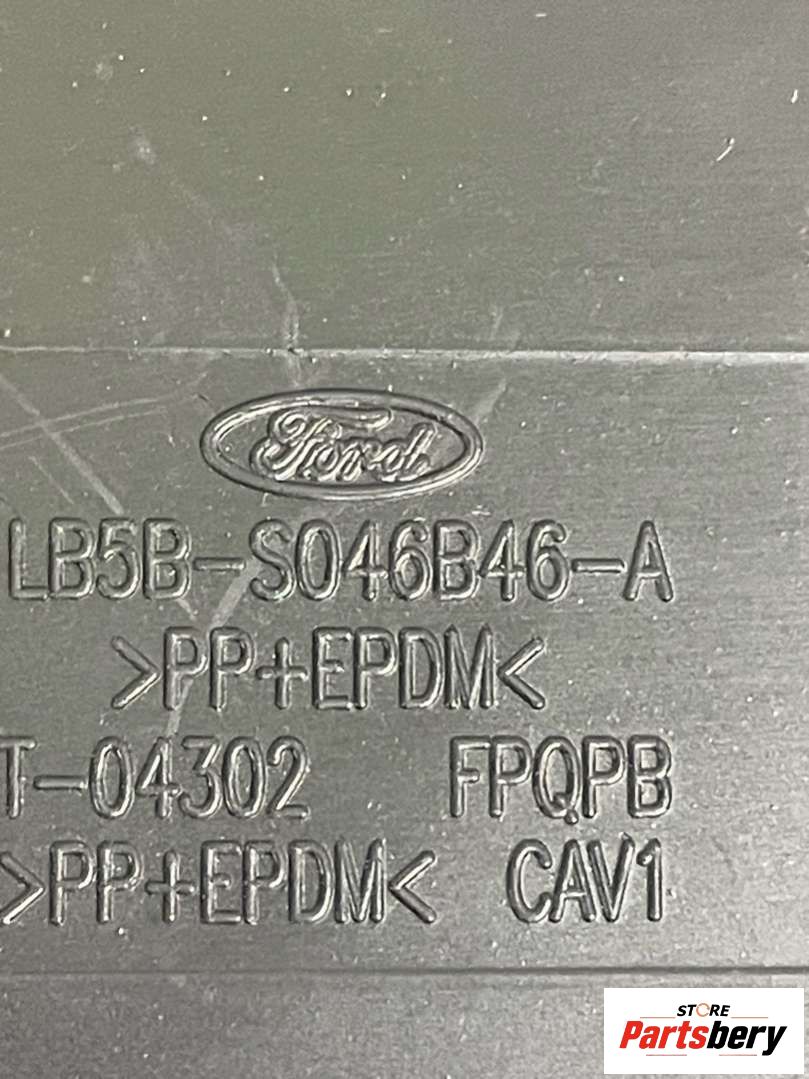 Ford
LB5B-S046B46-A
>PP+EPDM<
T-04302 FPQPB
>PP+EPDM< CAV1
STORE
Partsbery